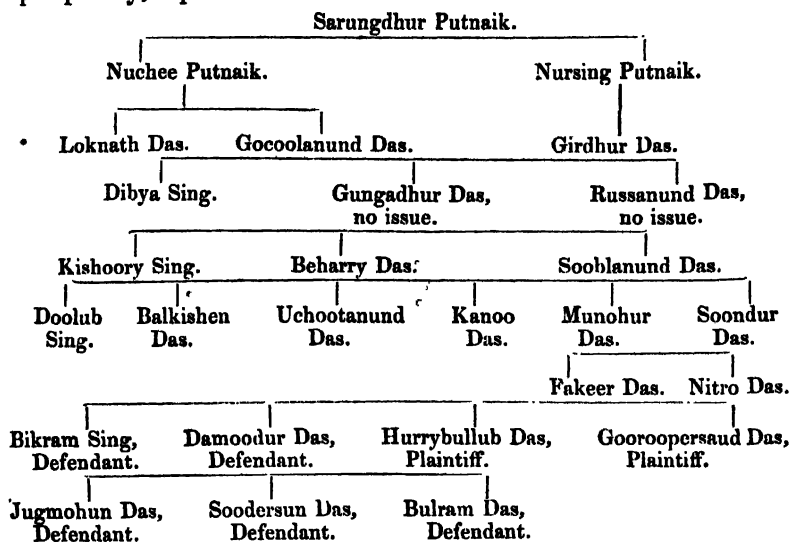 Sarungdhur Putnaik.
Nuchee Putnaik. Nursing Putnaik.
Loknath Das. Gocoolanund Das. Girdhur Das.
Dibya Sing. Gungadhur Das, Russanund Das,
no issue. no issue.
Kishoory Sing. Beharry Das. Sooblanund Das.
Doolub Balkishen Uchootanund Kanoo Munohur Soondur
Sing. Das. Das. Das. Das. Das.
Fakeer Das. Nitro Das.
Bikram Sing, Damoodur Das, Hurrybullub Das, Gooroopersaud Das,
Defendant. Defendant. Plaintiff. Plaintiff.
Jugmohun Das, Soodersun Das, Bulram Das,
Defendant. Defendant. Defendant.